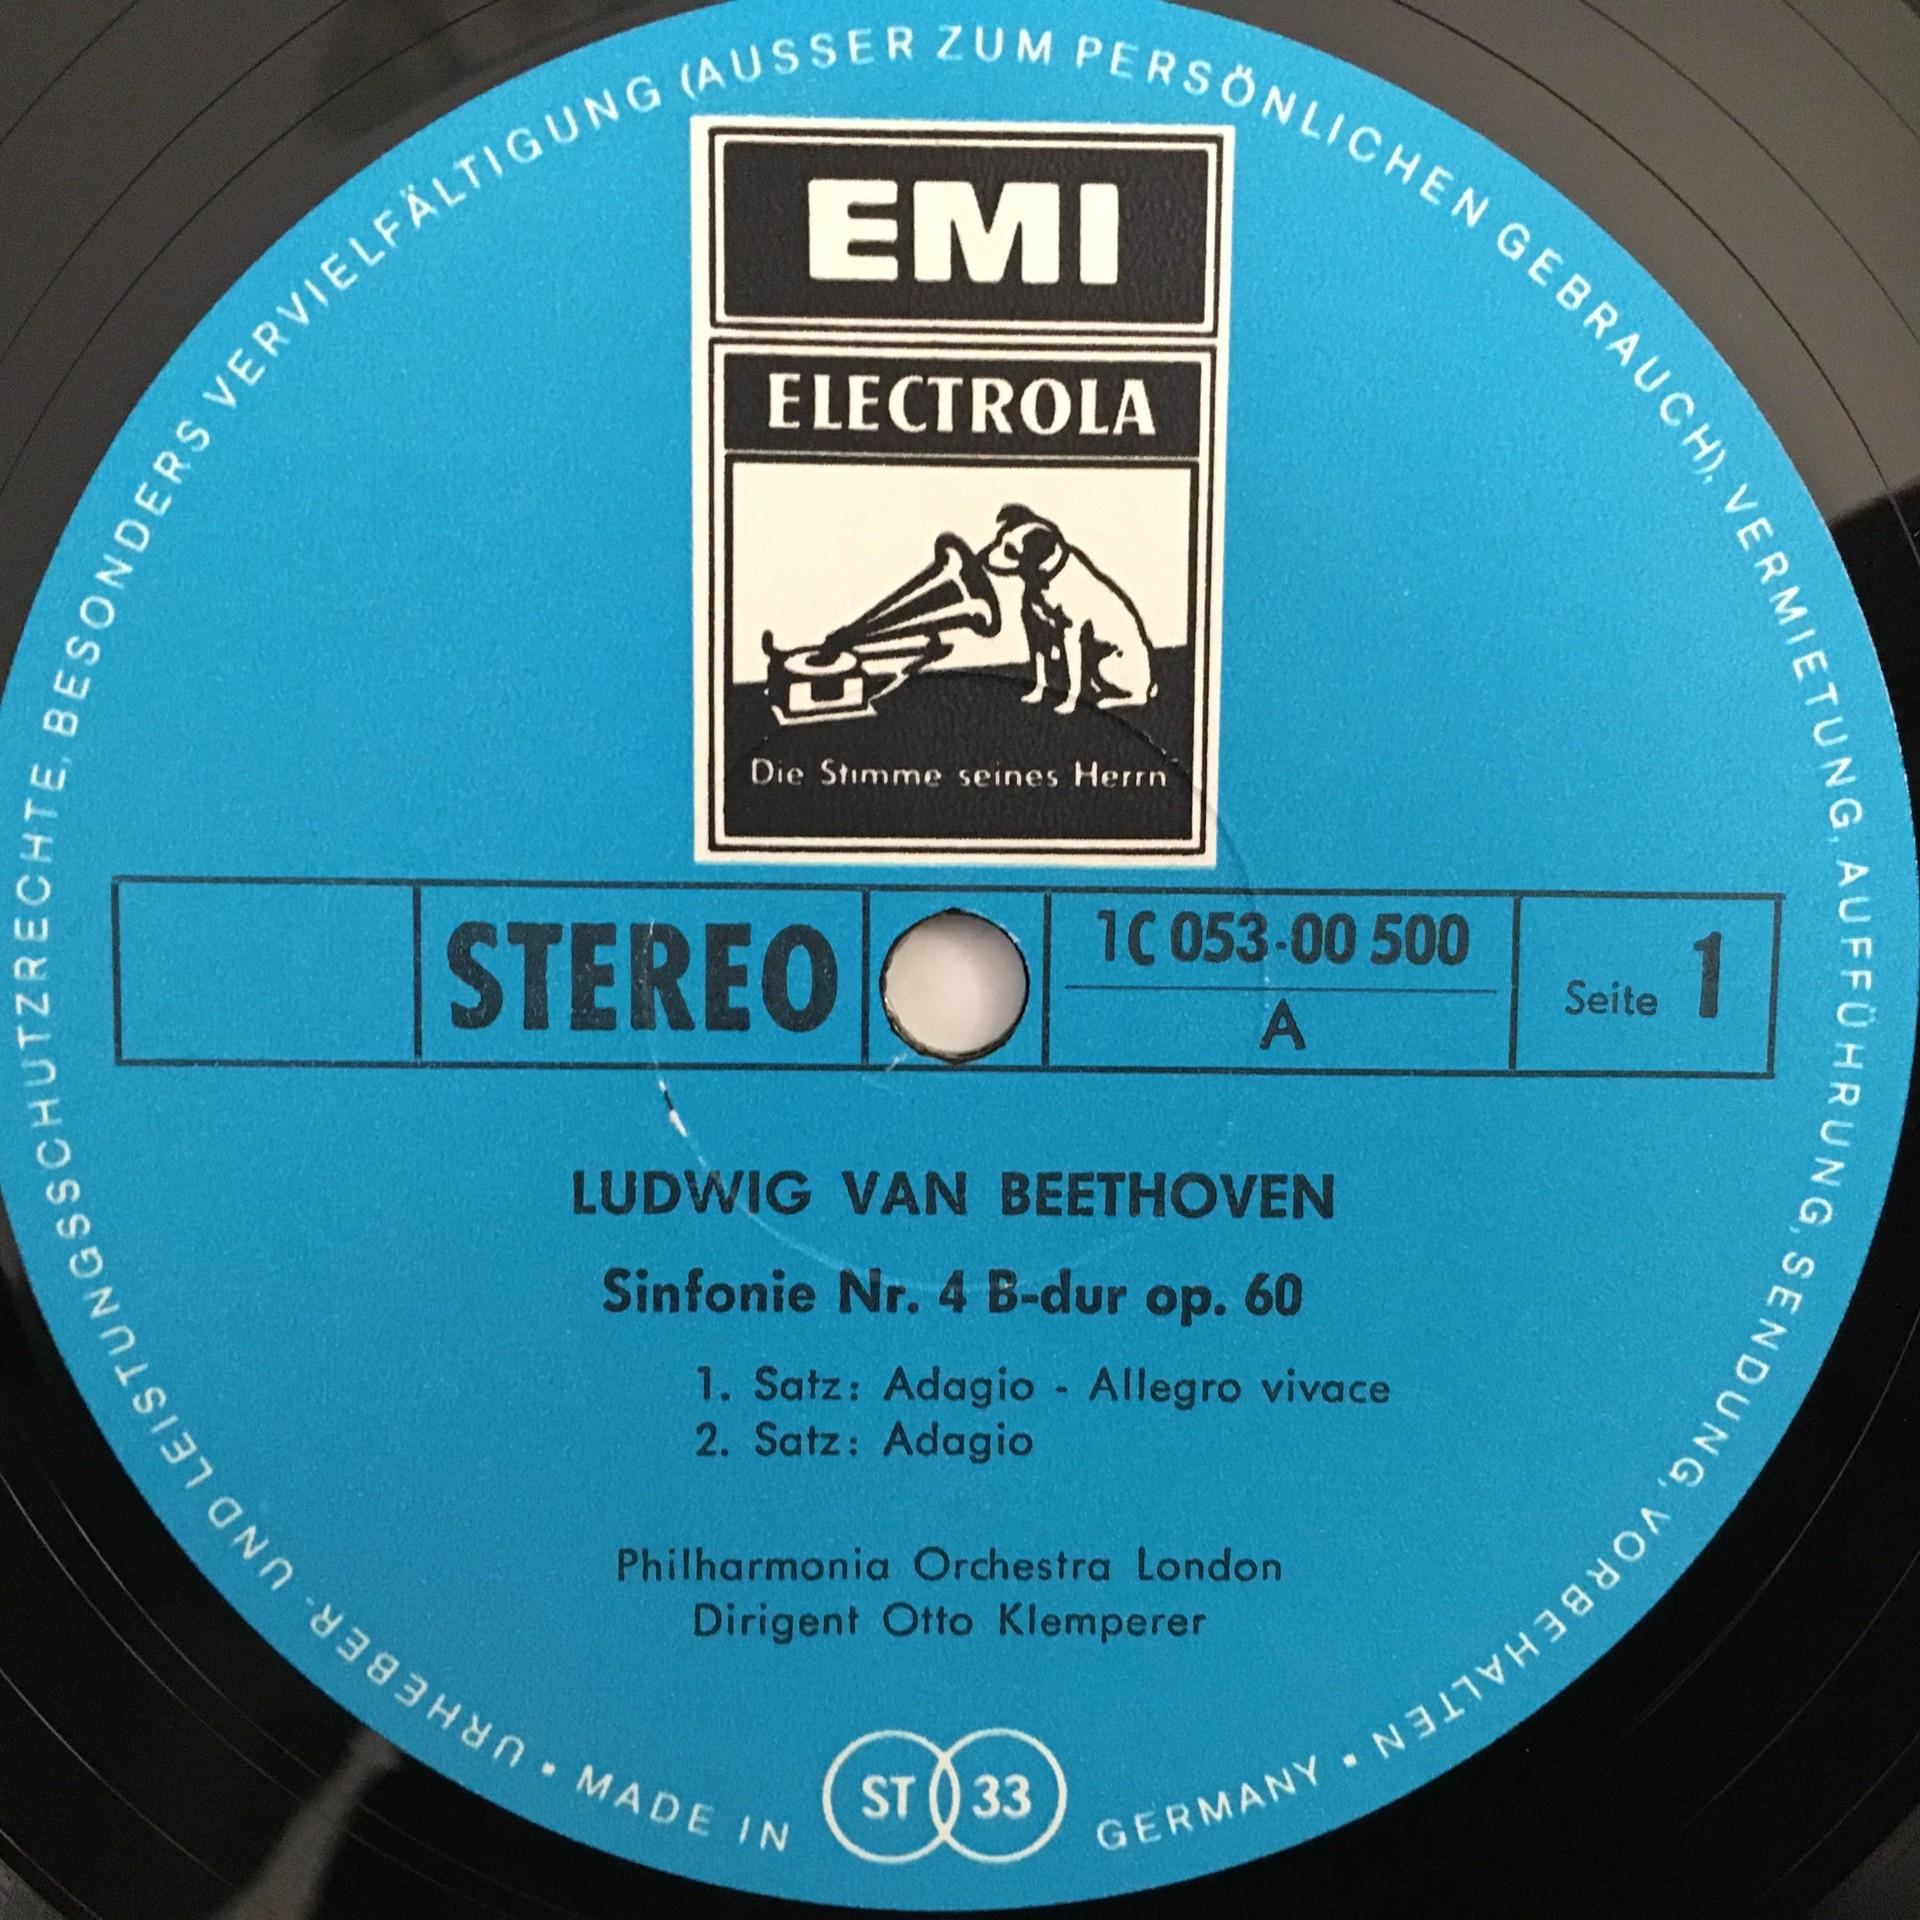 URHEBER- UND LEISTUNGSSCHUTZRECHTE, BESONDERS VERVIELFÄLTIGUNG (AUSSER ZUM PERSÖNLICHEN GEBRAUCH), VERMIETUNG, AUFFÜHRUNG, SENDUNG, VORBEHALTEN
EMI
ELECTROLA
Die Stimme seines Herrn
STEREO
1C 053-00 500
A
Seite 1
LUDWIG VAN BEETHOVEN
Sinfonie Nr. 4 B-dur op. 60
1. Satz: Adagio - Allegro vivace
2. Satz: Adagio
Philharmonia Orchestra London
Dirigent Otto Klemperer
• MADE IN ST 33 GERMANY •